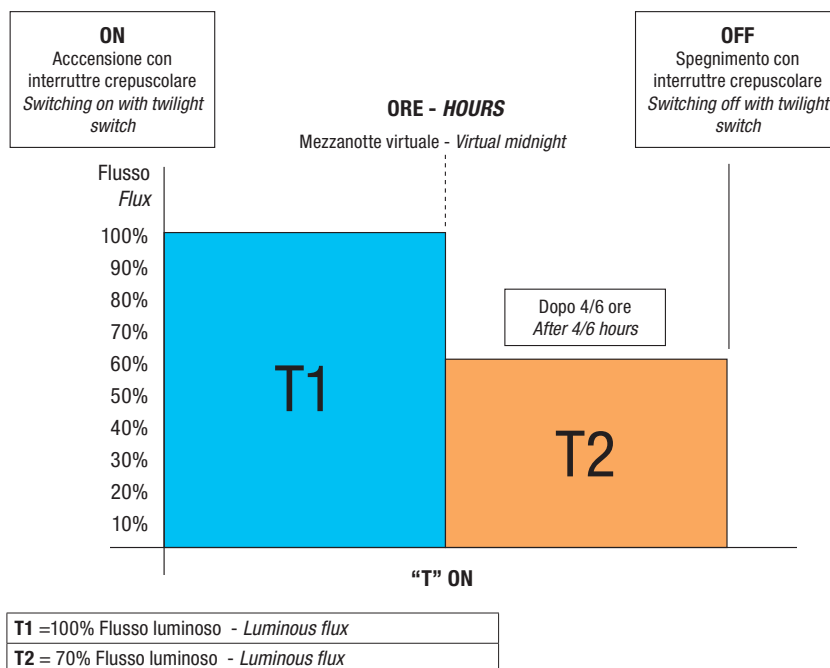 ON
Acccensione con
interruttre crepuscolare
Switching on with twilight
switch
OFF
Spegnimento con
interruttre crepuscolare
Switching off with twilight
switch
ORE - HOURS
Mezzanotte virtuale - Virtual midnight
Flusso
Flux
100%
90%
80%
70%
60%
50%
40%
30%
20%
10%
Dopo 4/6 ore
After 4/6 hours
T1
T2
“T” ON
T1 =100% Flusso luminoso - Luminous flux
T2 = 70% Flusso luminoso - Luminous flux